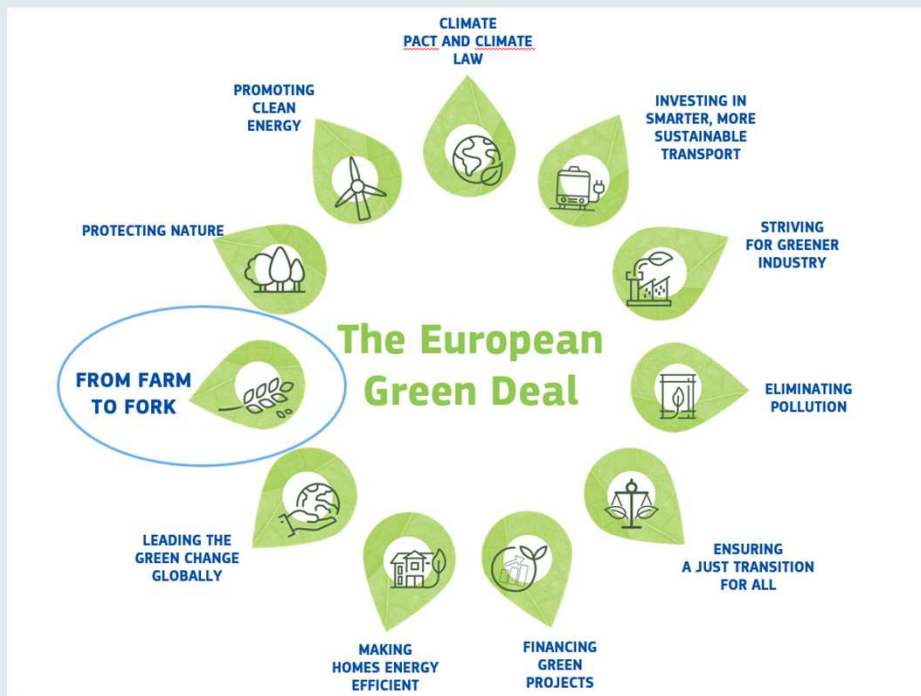 CLIMATE
PACT AND CLIMATE
LAW
PROMOTING
CLEAN
ENERGY
INVESTING IN
SMARTER, MORE
SUSTAINABLE
TRANSPORT
PROTECTING NATURE
STRIVING
FOR GREENER
INDUSTRY
The European
Green Deal
FROM FARM
TO FORK
ELIMINATING
POLLUTION
LEADING THE
GREEN CHANGE
GLOBALLY
ENSURING
A JUST TRANSITION
FOR ALL
MAKING
HOMES ENERGY
EFFICIENT
FINANCING
GREEN
PROJECTS